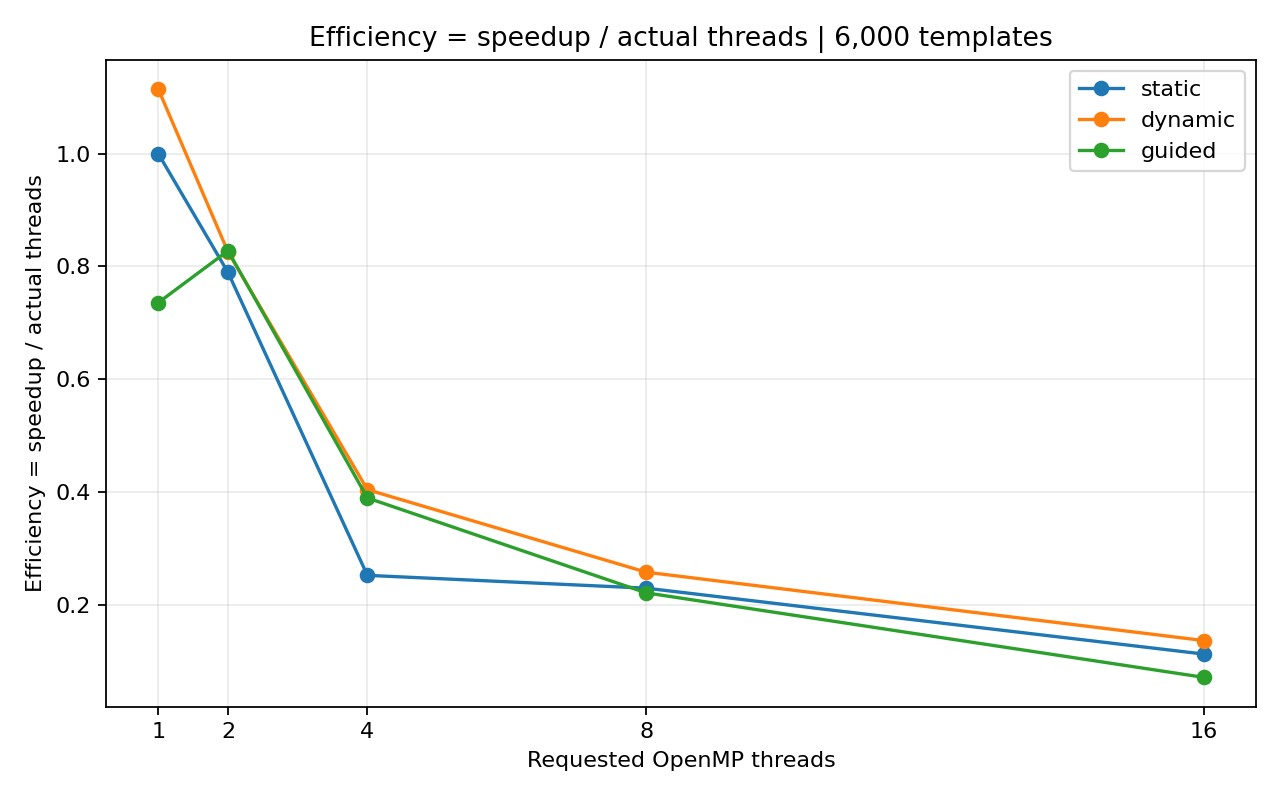 Efficiency = speedup / actual threads | 6,000 templates
static
dynamic
guided
Efficiency = speedup / actual threads
1.0
0.8
0.6
0.4
0.2
1 2 4 8 16
Requested OpenMP threads